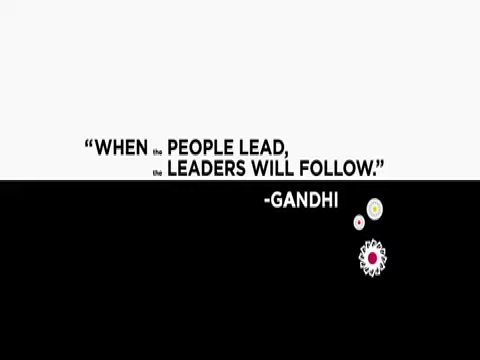 “WHEN the PEOPLE LEAD,
the LEADERS WILL FOLLOW.”
-GANDHI